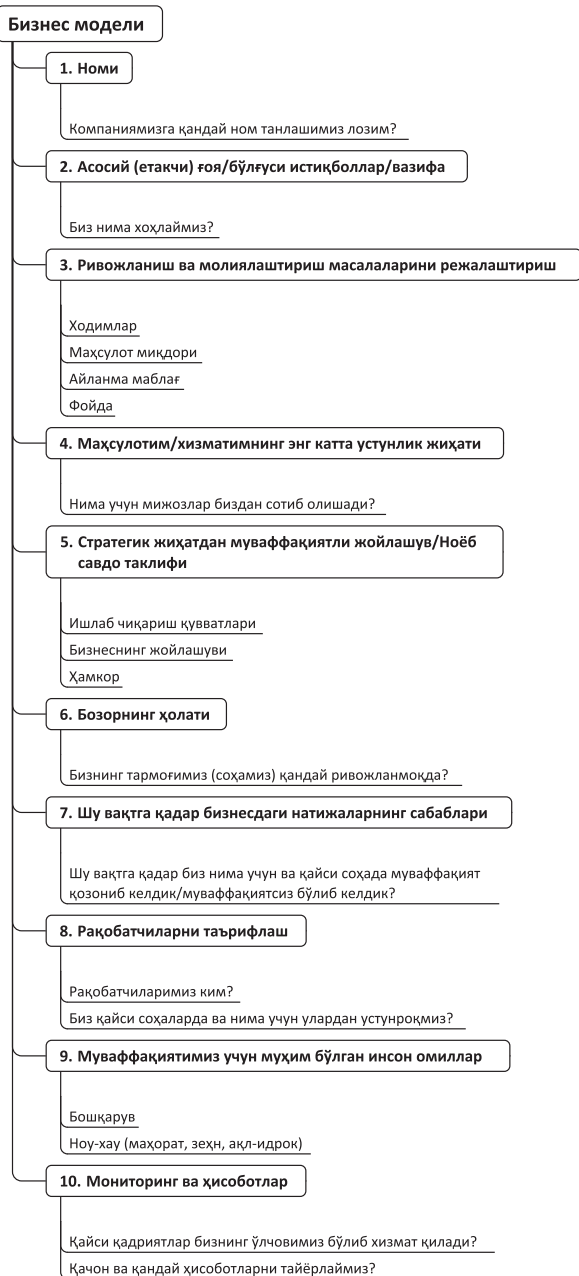 Бизнес модели
1. Номи
Компаниямизга қандай ном танлашимиз лозим?
2. Асосий (етакчи) ғоя/бўлғуси истиқболлар/вазифа
Биз нима хоҳлаймиз?
3. Ривожланиш ва молиялаштириш масалаларини режалаштириш
Ходимлар
Маҳсулот миқдори
Айланма маблағ
Фойда
4. Маҳсулотим/хизматимнинг энг катта устунлик жиҳати
Нима учун мижозлар биздан сотиб олишади?
5. Стратегик жиҳатдан муваффақиятли жойлашув/Ноёб
савдо таклифи
Ишлаб чиқариш қувватлари
Бизнеснинг жойлашуви
Ҳамкор
6. Бозорнинг ҳолати
Бизнинг тармоғимиз (соҳамиз) қандай ривожланмоқда?
7. Шу вақтга қадар бизнесдаги натижаларнинг сабаблари
Шу вақтга қадар биз нима учун ва қайси соҳада муваффақият
қозониб келдик/муваффақиятсиз бўлиб келдик?
8. Рақобатчиларни таърифлаш
Рақобатчиларимиз ким?
Биз қайси соҳаларда ва нима учун улардан устунроқмиз?
9. Муваффақиятимиз учун муҳим бўлган инсон омиллар
Бошқарув
Ноу-хау (маҳорат, зеҳн, ақл-идрок)
10. Мониторинг ва ҳисоботлар
Қайси қадриятлар бизнинг ўлчовимиз бўлиб хизмат қилади?
Қачон ва қандай ҳисоботларни тайёрлаймиз?